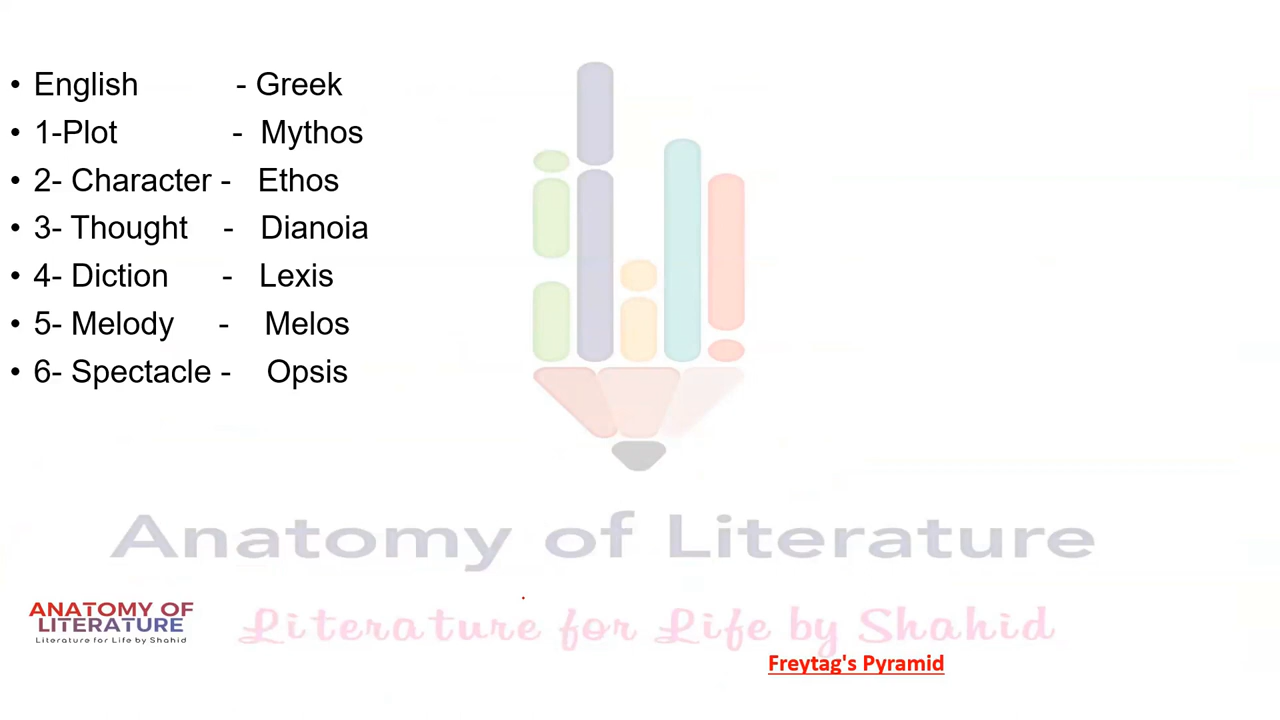 • English - Greek
• 1-Plot - Mythos
• 2- Character - Ethos
• 3- Thought - Dianoia
• 4- Diction - Lexis
• 5- Melody - Melos
• 6- Spectacle - Opsis
Anatomy of Literature
Literature for Life by Shahid
ANATOMY OF
LITERATURE
Literature for Life by Shahid
Freytag's Pyramid